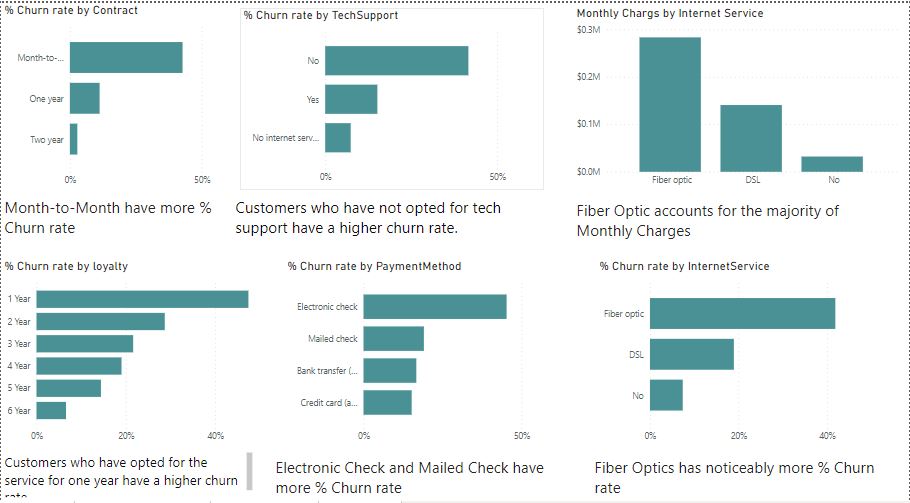 % Churn rate by Contract
Month-to-...
One year
Two year
0%
50%
Month-to-Month have more %
Churn rate
% Churn rate by TechSupport
No
Yes
No internet serv...
0%
50%
Customers who have not opted for tech
support have a higher churn rate.
Monthly Chargs by Internet Service
$0.3M
$0.2M
$0.1M
$0.0M
Fiber optic
DSL
No
Fiber Optic accounts for the majority of
Monthly Charges
% Churn rate by loyalty
1 Year
2 Year
3 Year
4 Year
5 Year
6 Year
0%
20%
40%
Customers who have opted for the
service for one year have a higher churn
% Churn rate by PaymentMethod
Electronic check
Mailed check
Bank transfer (...
Credit card (a...
0%
50%
Electronic Check and Mailed Check have
more % Churn rate
% Churn rate by InternetService
Fiber optic
DSL
No
0%
20%
40%
Fiber Optics has noticeably more % Churn
rate